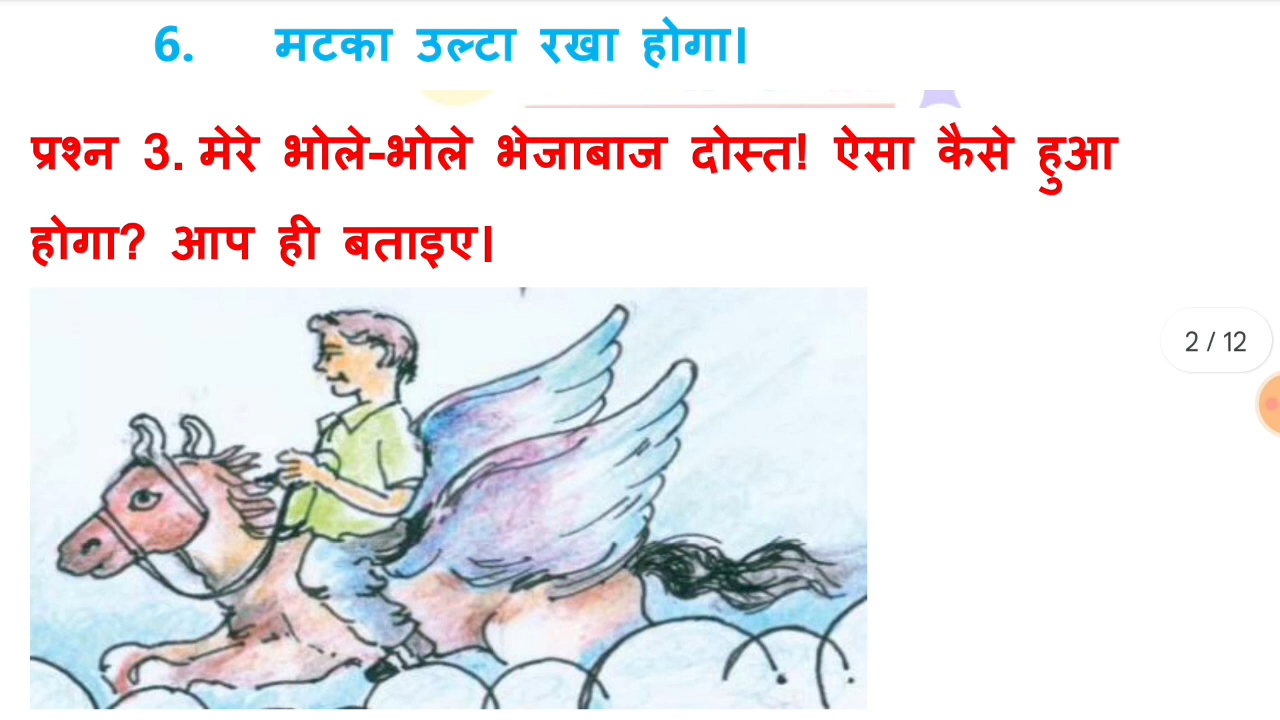 6. मटका उल्टा रखा होगा।
प्रश्न 3. मेरे भोले-भोले भेजाबाज दोस्त! ऐसा कैसे हुआ
होगा? आप ही बताइए।
2 / 12